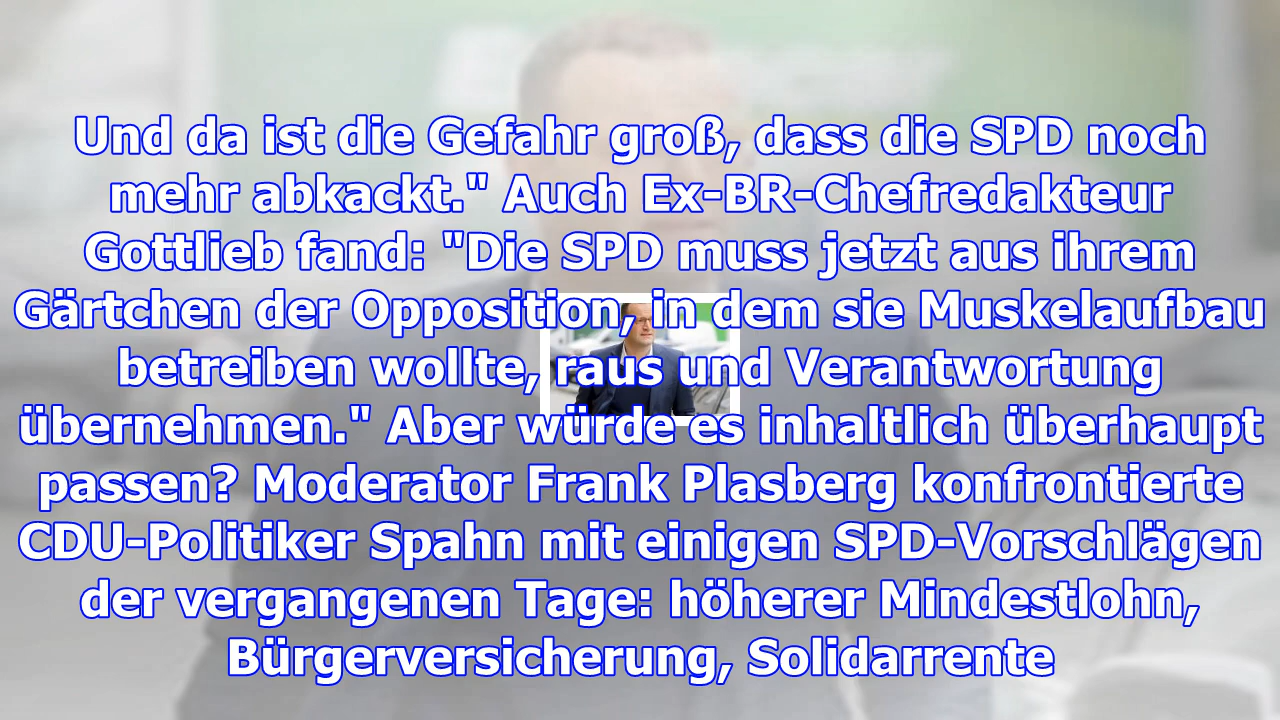 Und da ist die Gefahr groß, dass die SPD noch
mehr abkackt." Auch Ex-BR-Chefredakteur
Gottlieb fand: "Die SPD muss jetzt aus ihrem
Gärtchen der Opposition, in dem sie Muskelaufbau
betreiben wollte, raus und Verantwortung
übernehmen." Aber würde es inhaltlich überhaupt
passen? Moderator Frank Plasberg konfrontierte
CDU-Politiker Spahn mit einigen SPD-Vorschlägen
der vergangenen Tage: höherer Mindestlohn,
Bürgerversicherung, Solidarrente